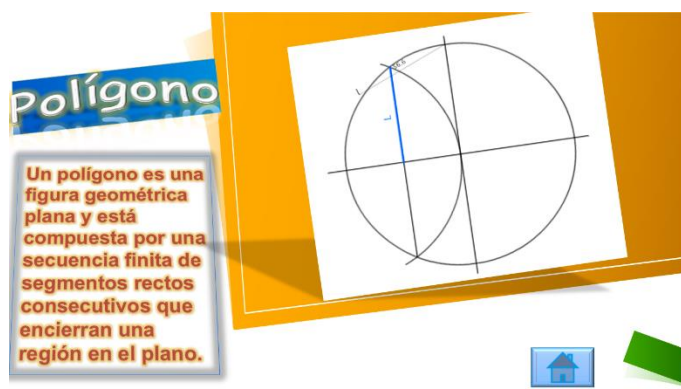 Polígono
Un polígono es una
figura geométrica
plana y está
compuesta por una
secuencia finita de
segmentos rectos
consecutivos que
encierran una
región en el plano.
L
L